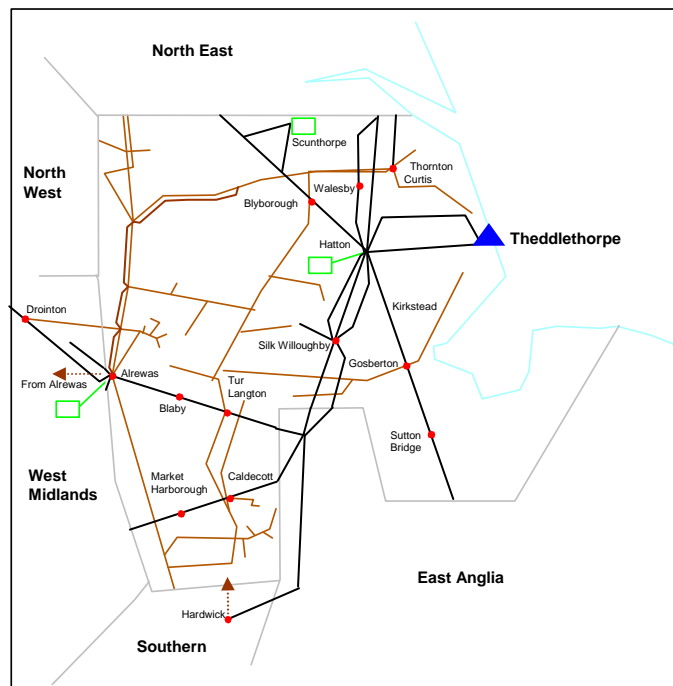 North East
Scunthorpe
North
West
Thornton
Curtis
Walesby
Blyborough
Theddlethorpe
Hatton
Drointon
Kirkstead
Silk Willoughby
Gosberton
From Alrewas
Alrewas
Tur
Langton
Blaby
Sutton
Bridge
West
Midlands
Market
Harborough
Caldecott
East Anglia
Hardwick
Southern